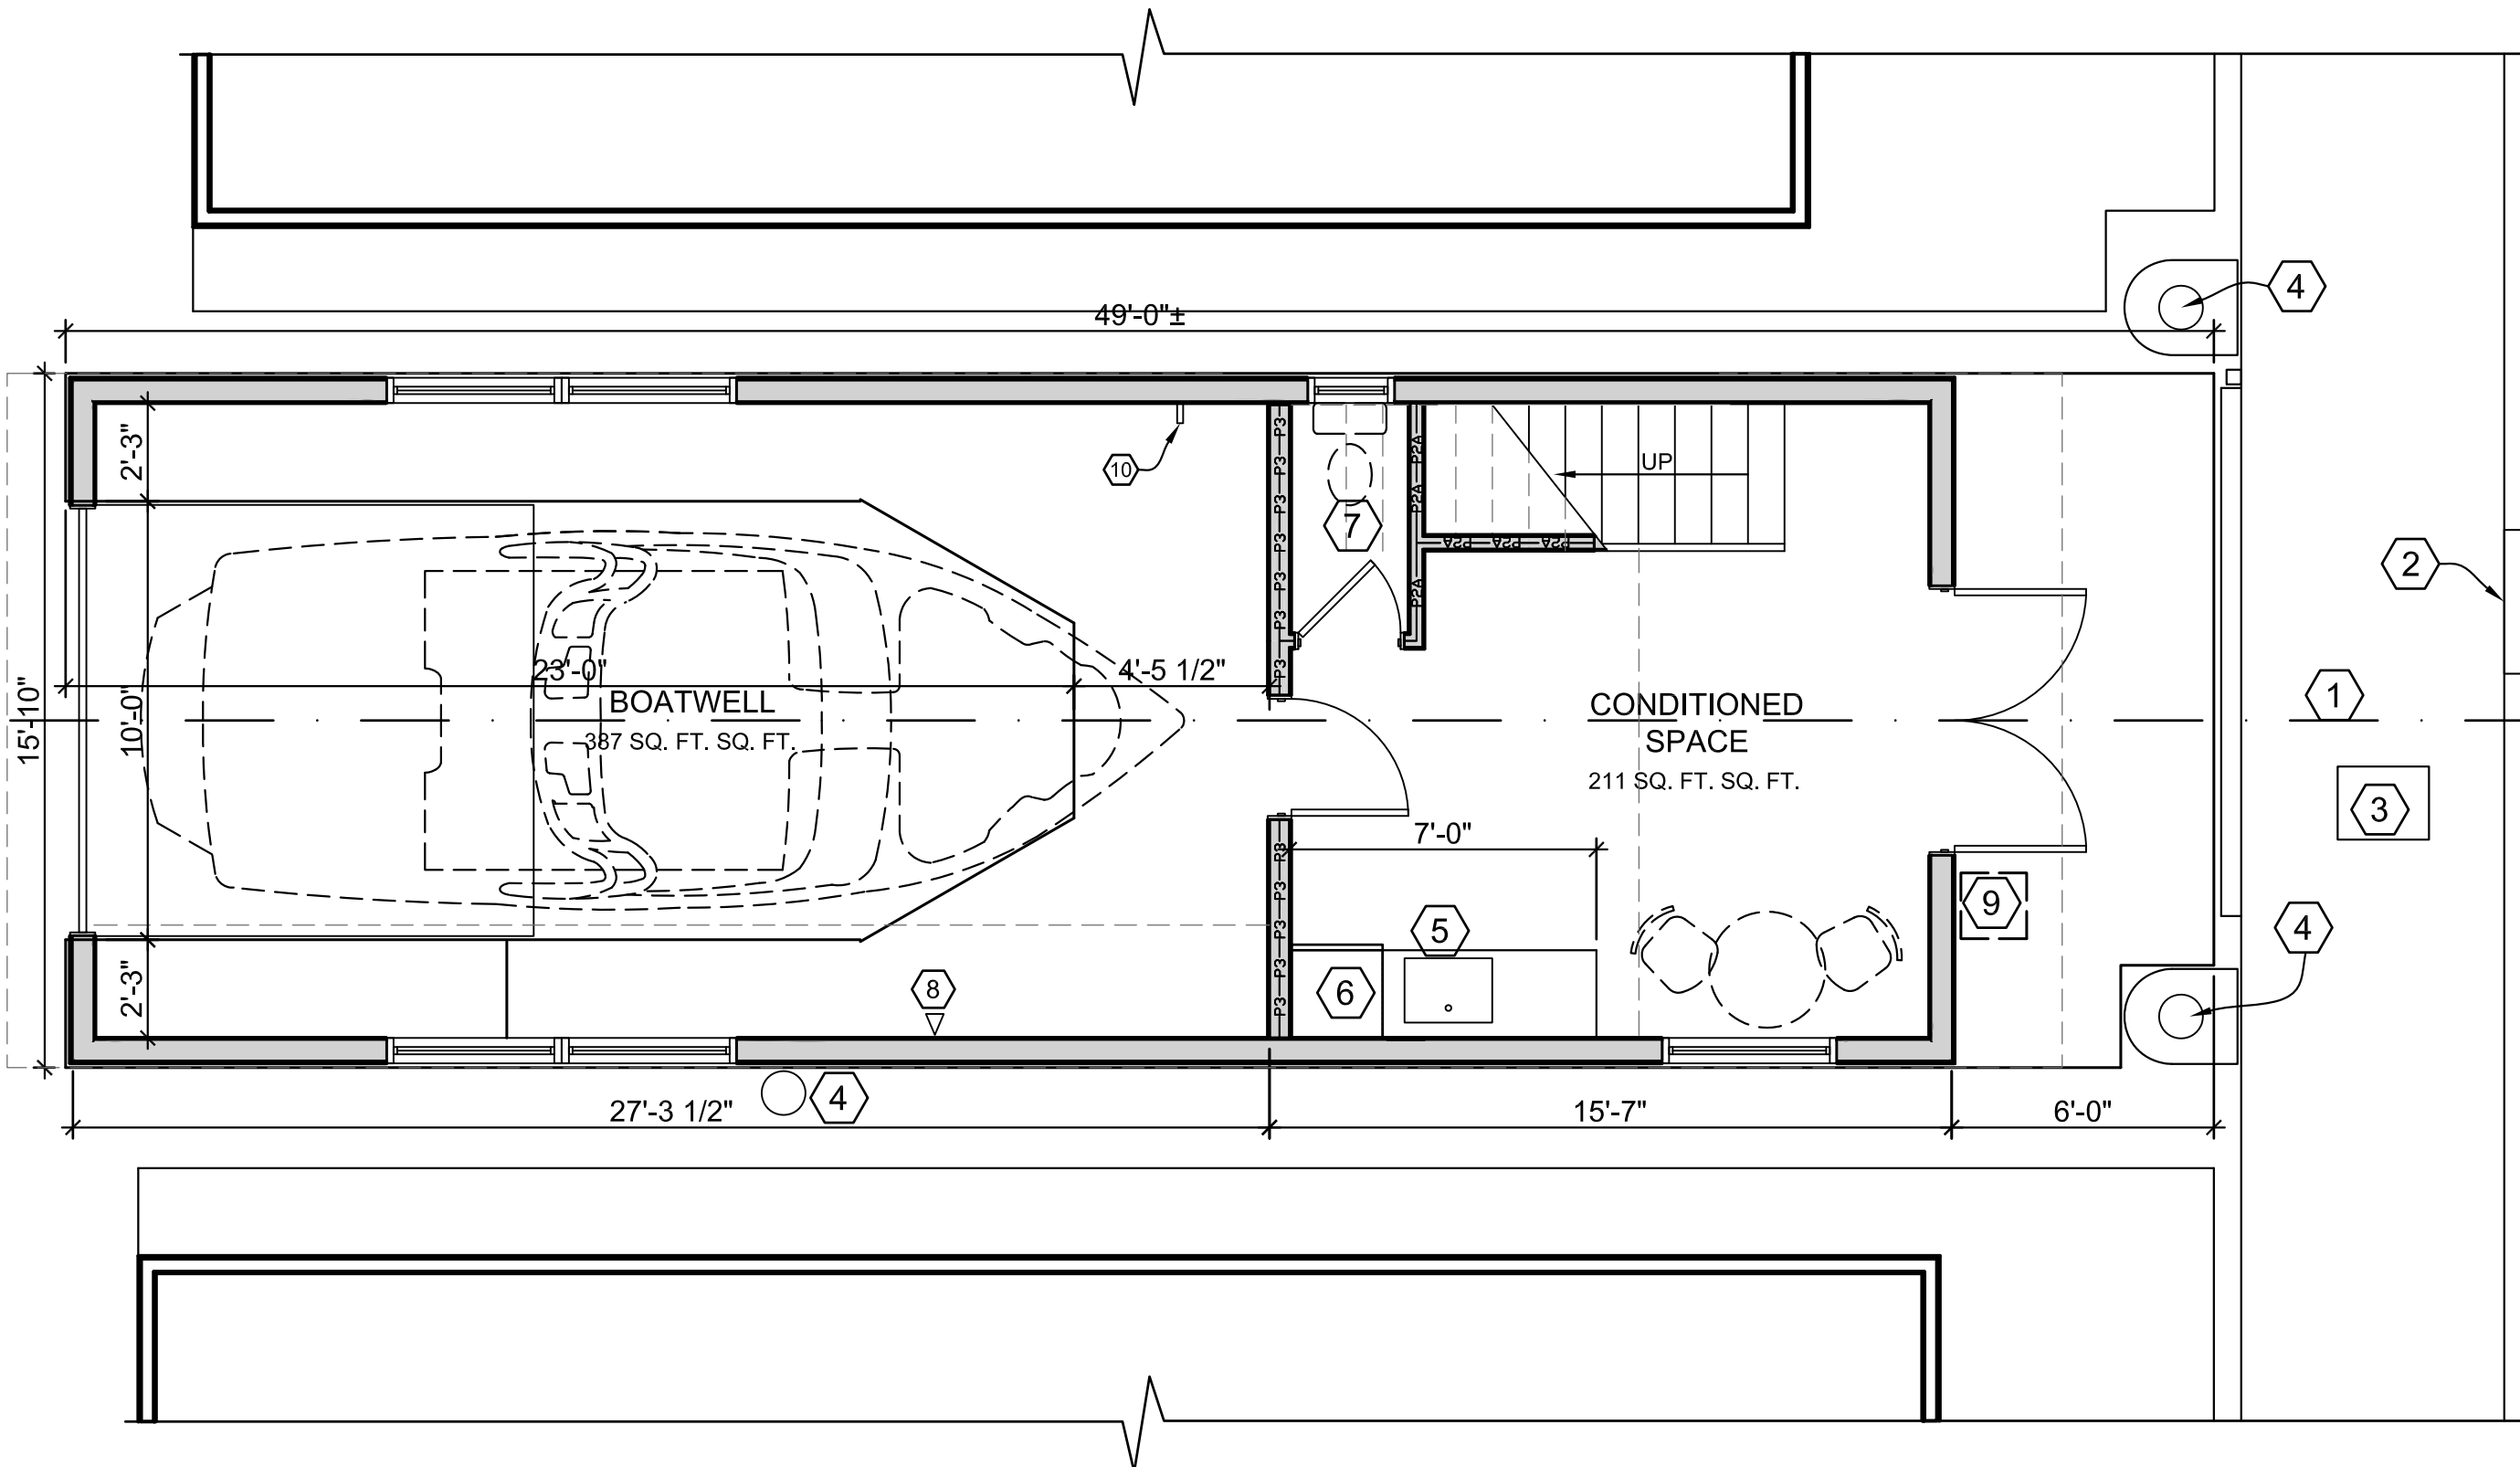 4
49'-0"±
2'-3"
10
UP
7
P3 P3 P3 P3 P3 P3 P3
P2A P2A P2A
P2A P2A P2A
2
23'-0"
4'-5 1/2"
BOATWELL
387 SQ. FT. SQ. FT.
CONDITIONED
SPACE
211 SQ. FT. SQ. FT.
1
15'-10"
10'-0"
3
7'-0"
P3 P3 P3 P3 P3
9
5
4
2'-3"
8
6
4
27'-3 1/2"
15'-7"
6'-0"